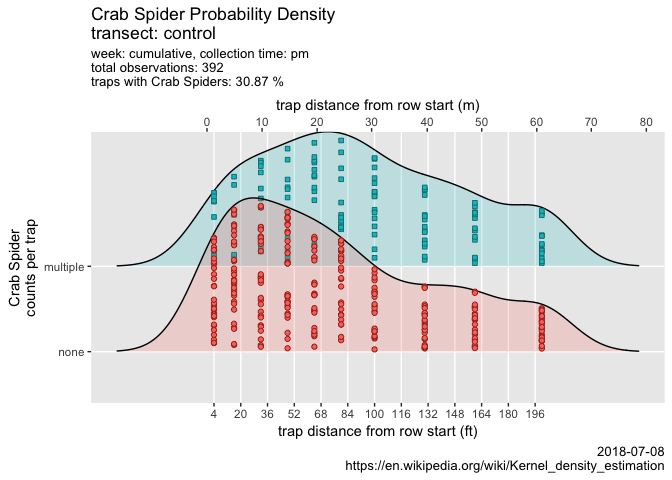 Crab Spider Probability Density
transect: control
week: cumulative, collection time: pm
total observations: 392
traps with Crab Spiders: 30.87 %
trap distance from row start (m)
0 10 20 30 40 50 60 70 80
Crab Spider
counts per trap
multiple
none
4 20 36 52 68 84 100 116 132 148 164 180 196
trap distance from row start (ft)
2018-07-08
https://en.wikipedia.org/wiki/Kernel_density_estimation